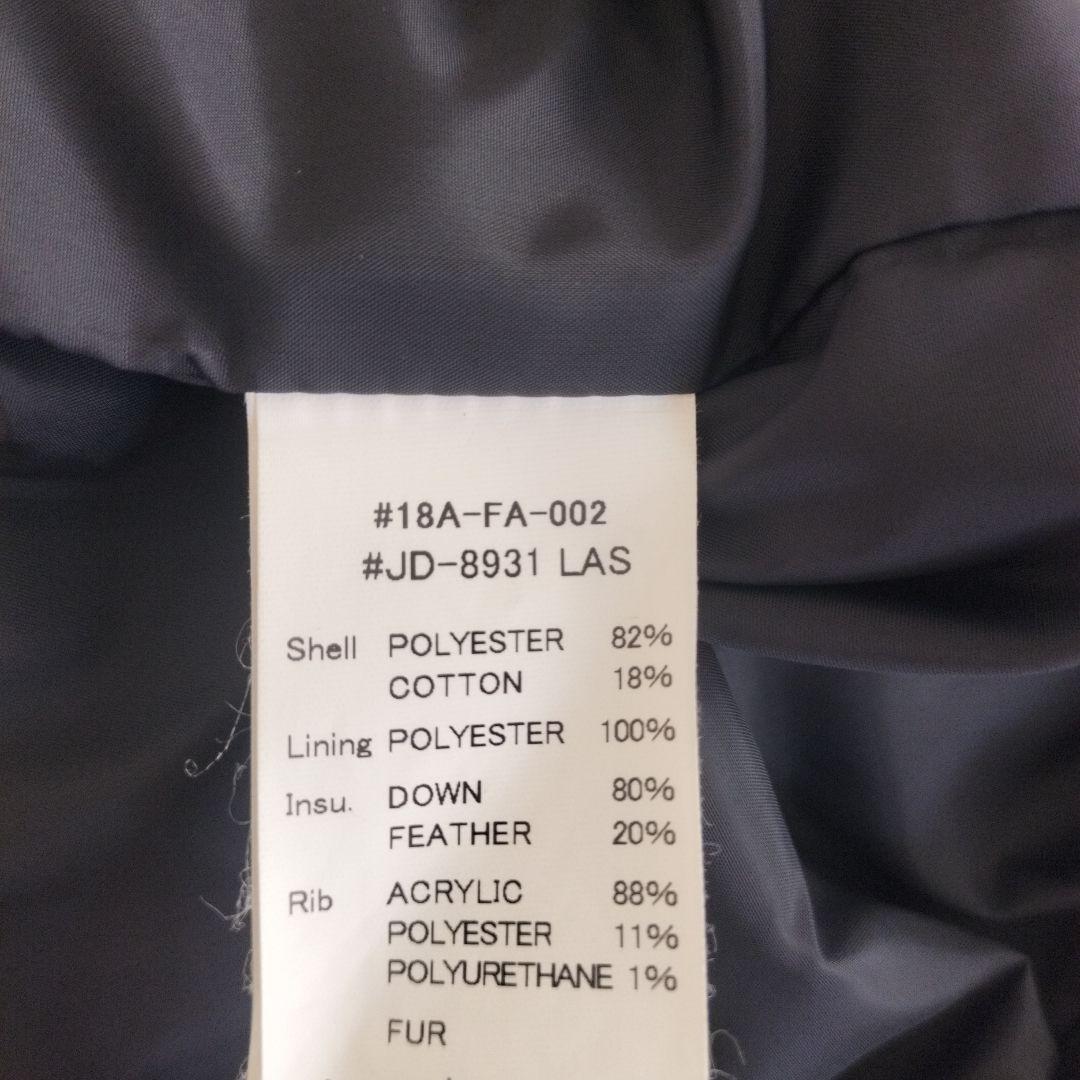 #18A-FA-002
#JD-8931 LAS
Shell POLYESTER 82%
COTTON 18%
Lining POLYESTER 100%
Insu. DOWN 80%
FEATHER 20%
Rib ACRYLIC 88%
POLYESTER 11%
POLYURETHANE 1%
FUR